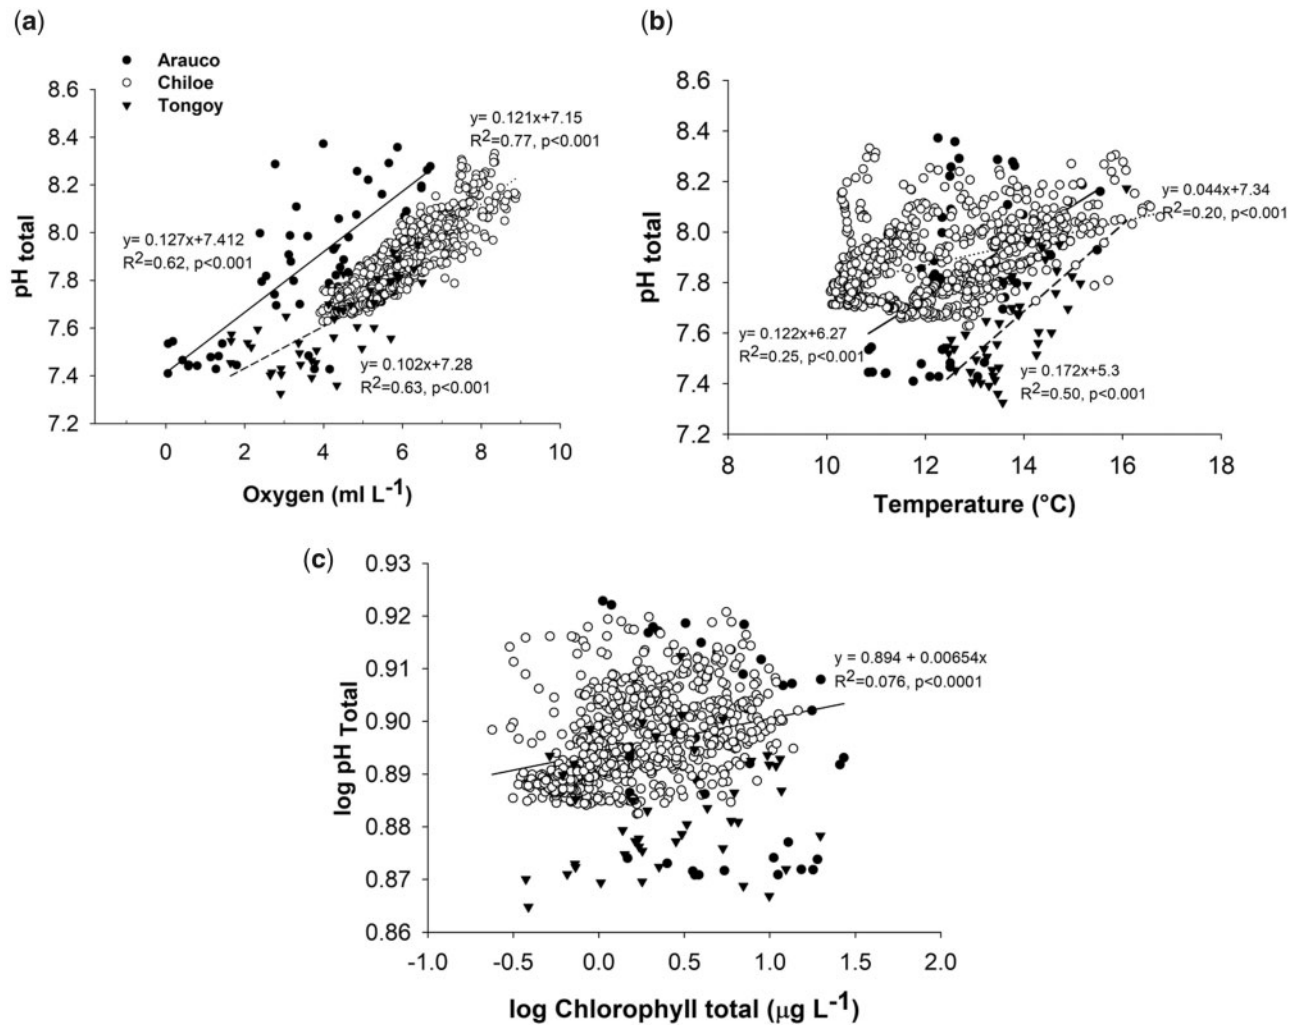 (a)
Arauco
Chiloe
Tongoy
8.6
8.4
8.2
8.0
7.8
7.6
7.4
7.2
pH total
y= 0.121x+7.15
R2=0.77, p<0.001
y= 0.127x+7.412
R2=0.62, p<0.001
y= 0.102x+7.28
R2=0.63, p<0.001
0 2 4 6 8 10
Oxygen (ml L-1)
(b)
8.6
8.4
8.2
8.0
7.8
7.6
7.4
7.2
pH total
y= 0.044x+7.34
R2=0.20, p<0.001
y= 0.122x+6.27
R2=0.25, p<0.001
y= 0.172x+5.3
R2=0.50, p<0.001
8 10 12 14 16 18
Temperature (°C)
(c)
0.93
0.92
0.91
0.90
0.89
0.88
0.87
0.86
log pH Total
y = 0.894 + 0.00654x
R2=0.076, p<0.0001
-1.0 -0.5 0.0 0.5 1.0 1.5 2.0
log Chlorophyll total (μg L-1)